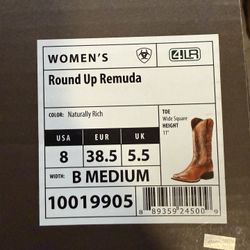 WOMEN'S
4LR
Round Up Remuda
COLOR: Naturally Rich
TOE
Wide Square
HEIGHT
11"
USA EUR UK
8 38.5 5.5
WIDTH: B MEDIUM
10019905
8 89359 24500 9